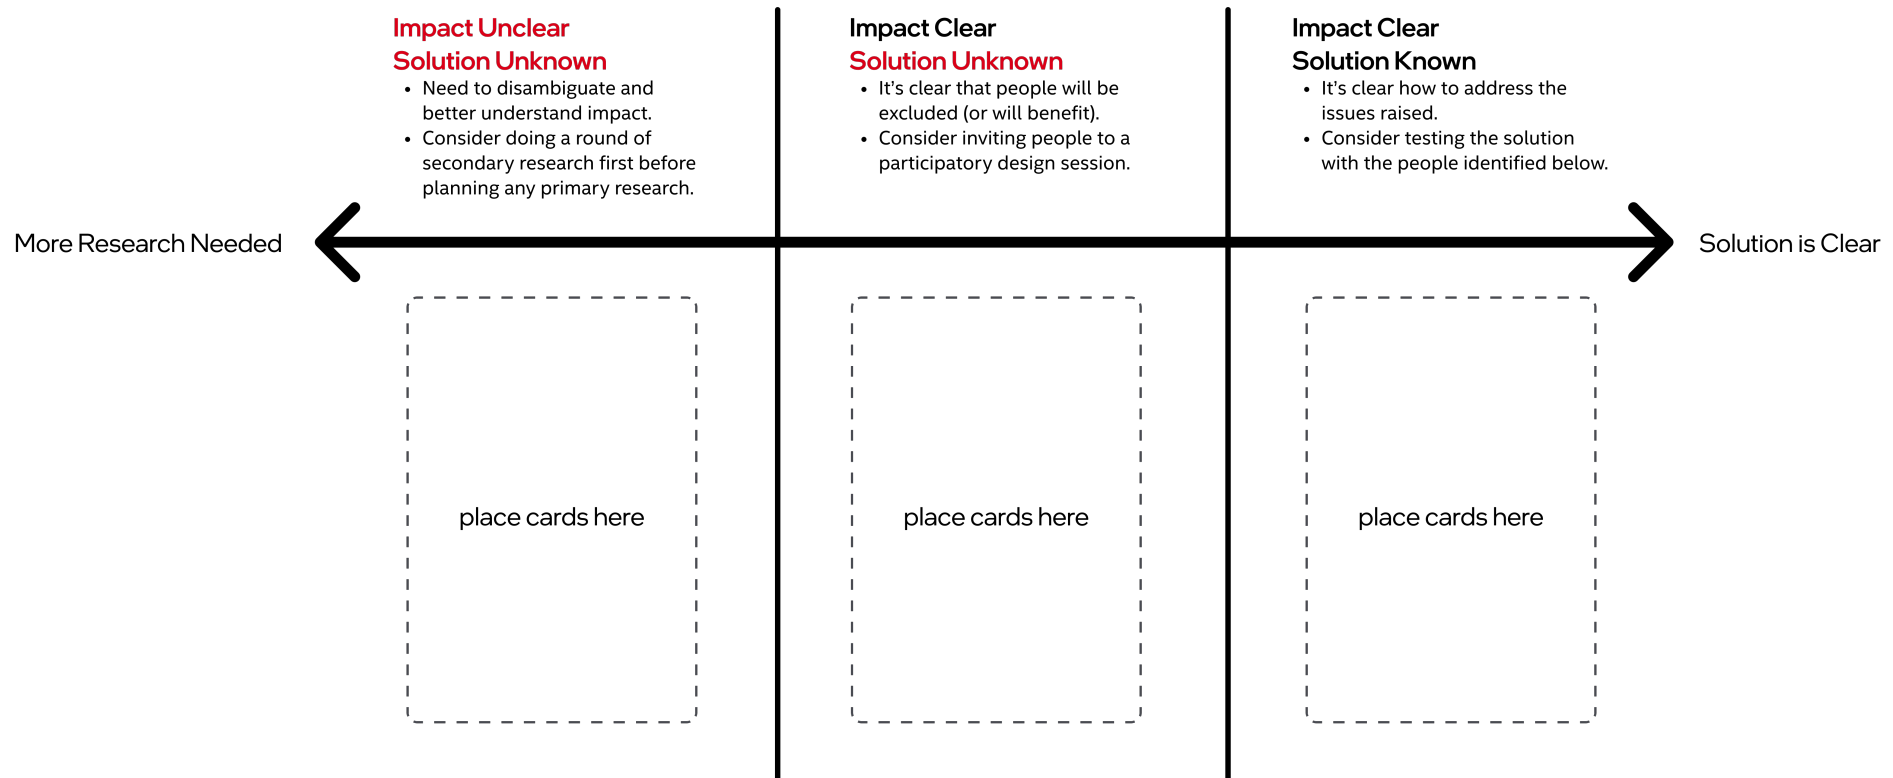 Impact Unclear
Solution Unknown
• Need to disambiguate and
better understand impact.
• Consider doing a round of
secondary research first before
planning any primary research.
Impact Clear
Solution Unknown
• It's clear that people will be
excluded (or will benefit).
• Consider inviting people to a
participatory design session.
Impact Clear
Solution Known
• It's clear how to address the
issues raised.
• Consider testing the solution
with the people identified below.
More Research Needed
Solution is Clear
place cards here
place cards here
place cards here